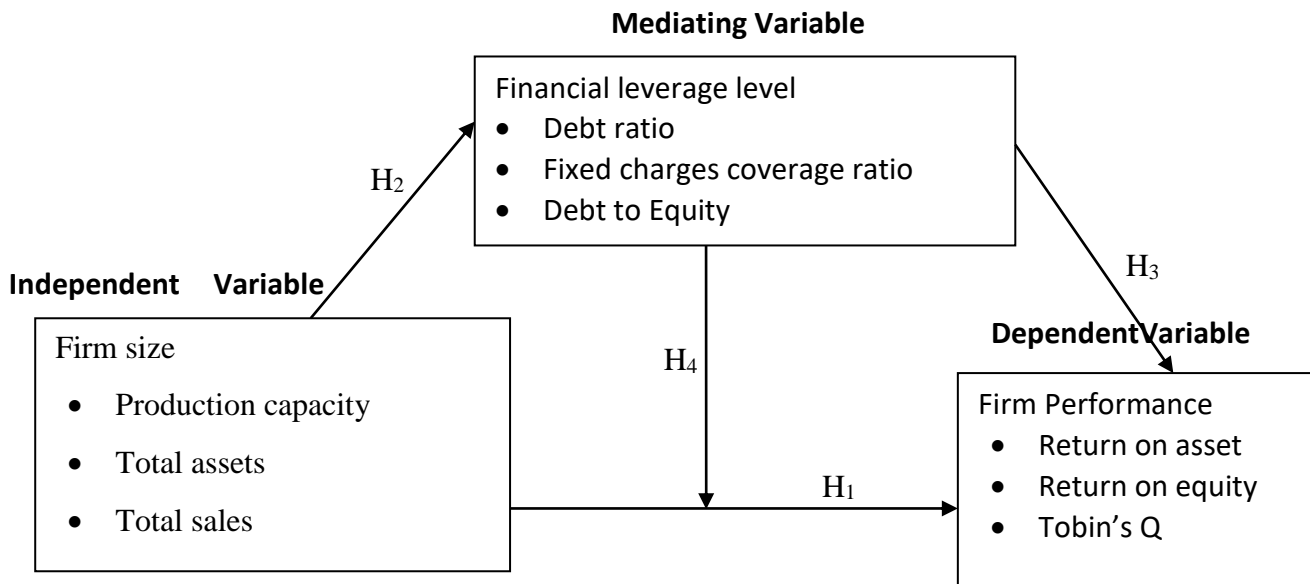 Mediating Variable
Financial leverage level
• Debt ratio
• Fixed charges coverage ratio
• Debt to Equity
H2
H3
Independent Variable
Firm size
• Production capacity
• Total assets
• Total sales
H4
H1
DependentVariable
Firm Performance
• Return on asset
• Return on equity
• Tobin’s Q